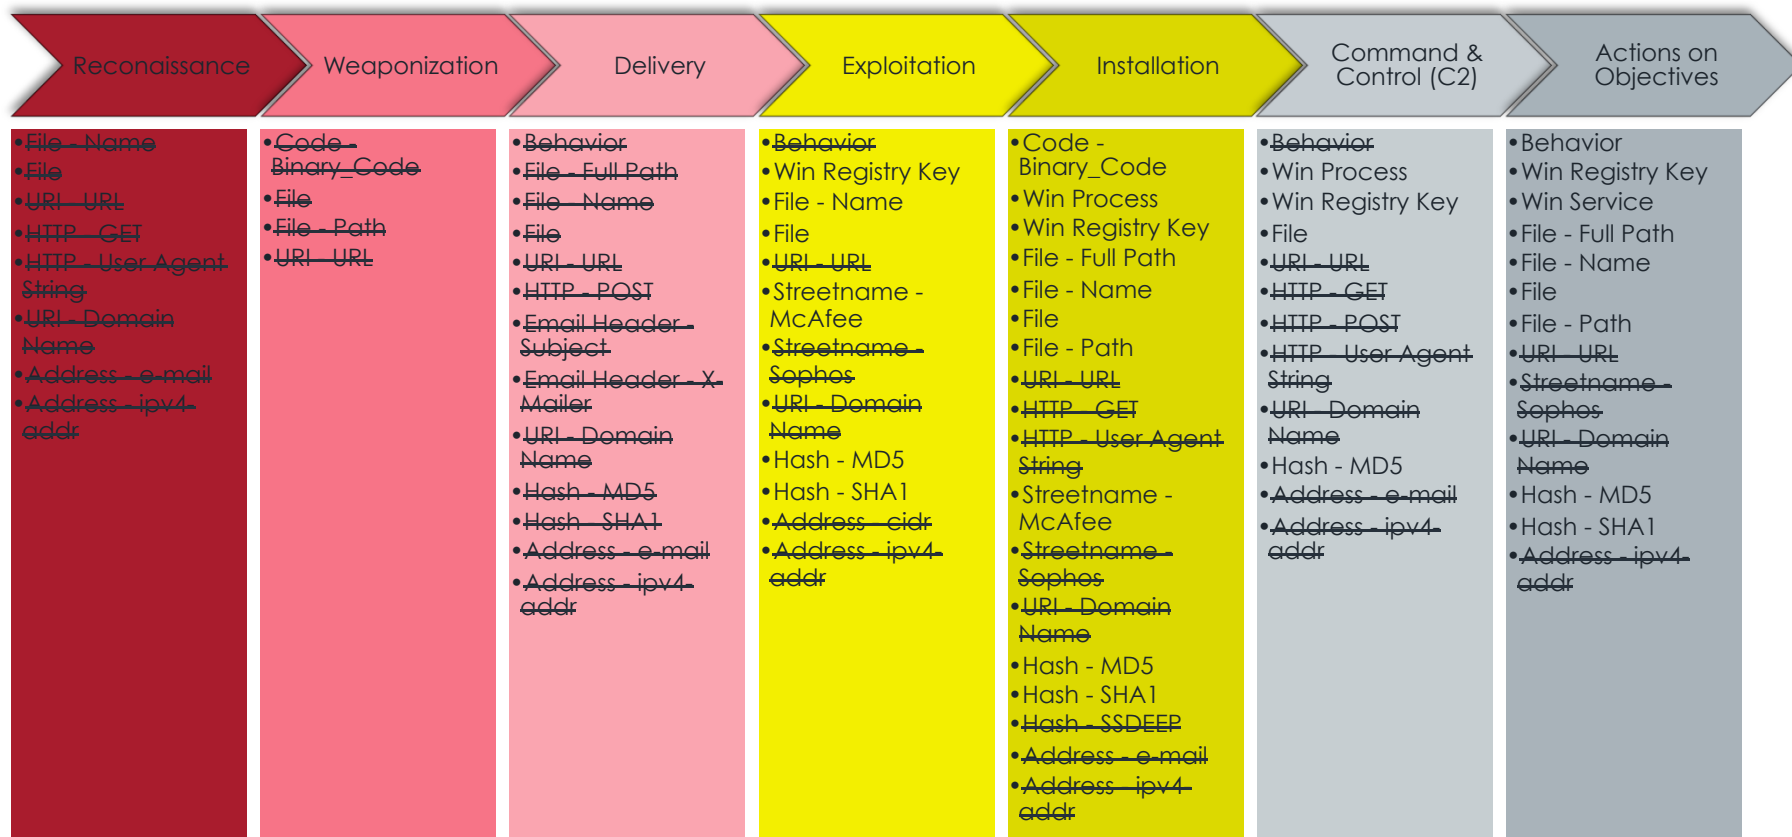 Reconaissance
Weaponization
Delivery
Exploitation
Installation
Command &
Control (C2)
Actions on
Objectives
•File - Name
•File
•URI - URL
•HTTP - GET
•HTTP - User Agent
String
•URI - Domain
Name
•Address - e-mail
•Address - ipv4-
addr
•Code -
Binary_Code
•File
•File - Path
•URI - URL
•Behavior
•File - Full Path
•File - Name
•File
•URI - URL
•HTTP - POST
•Email Header -
Subject
•Email Header - X-
Mailer
•URI - Domain
Name
•Hash - MD5
•Hash - SHA1
•Address - e-mail
•Address - ipv4-
addr
•Behavior
•Win Registry Key
•File - Name
•File
•URI - URL
•Streetname -
McAfee
•Streetname -
Sophos
•URI - Domain
Name
•Hash - MD5
•Hash - SHA1
•Address - cidr
•Address - ipv4-
addr
•Code -
Binary_Code
•Win Process
•Win Registry Key
•File - Full Path
•File - Name
•File
•File - Path
•URI - URL
•HTTP - GET
•HTTP - User Agent
String
•Streetname -
McAfee
•Streetname -
Sophos
•URI - Domain
Name
•Hash - MD5
•Hash - SHA1
•Hash - SSDEEP
•Address - e-mail
•Address - ipv4-
addr
•Behavior
•Win Process
•Win Registry Key
•File
•URI - URL
•HTTP - GET
•HTTP - POST
•HTTP - User Agent
String
•URI - Domain
Name
•Hash - MD5
•Address - e-mail
•Address - ipv4-
addr
•Behavior
•Win Registry Key
•Win Service
•File - Full Path
•File - Name
•File
•File - Path
•URI - URL
•Streetname -
Sophos
•URI - Domain
Name
•Hash - MD5
•Hash - SHA1
•Address - ipv4-
addr